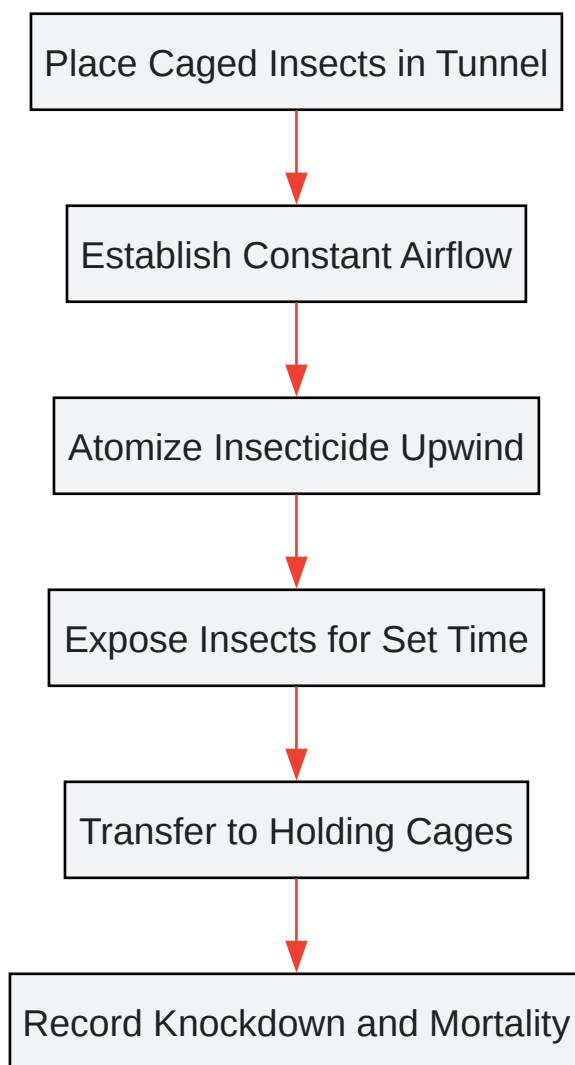 Place Caged Insects in Tunnel
Establish Constant Airflow
Atomize Insecticide Upwind
Expose Insects for Set Time
Transfer to Holding Cages
Record Knockdown and Mortality